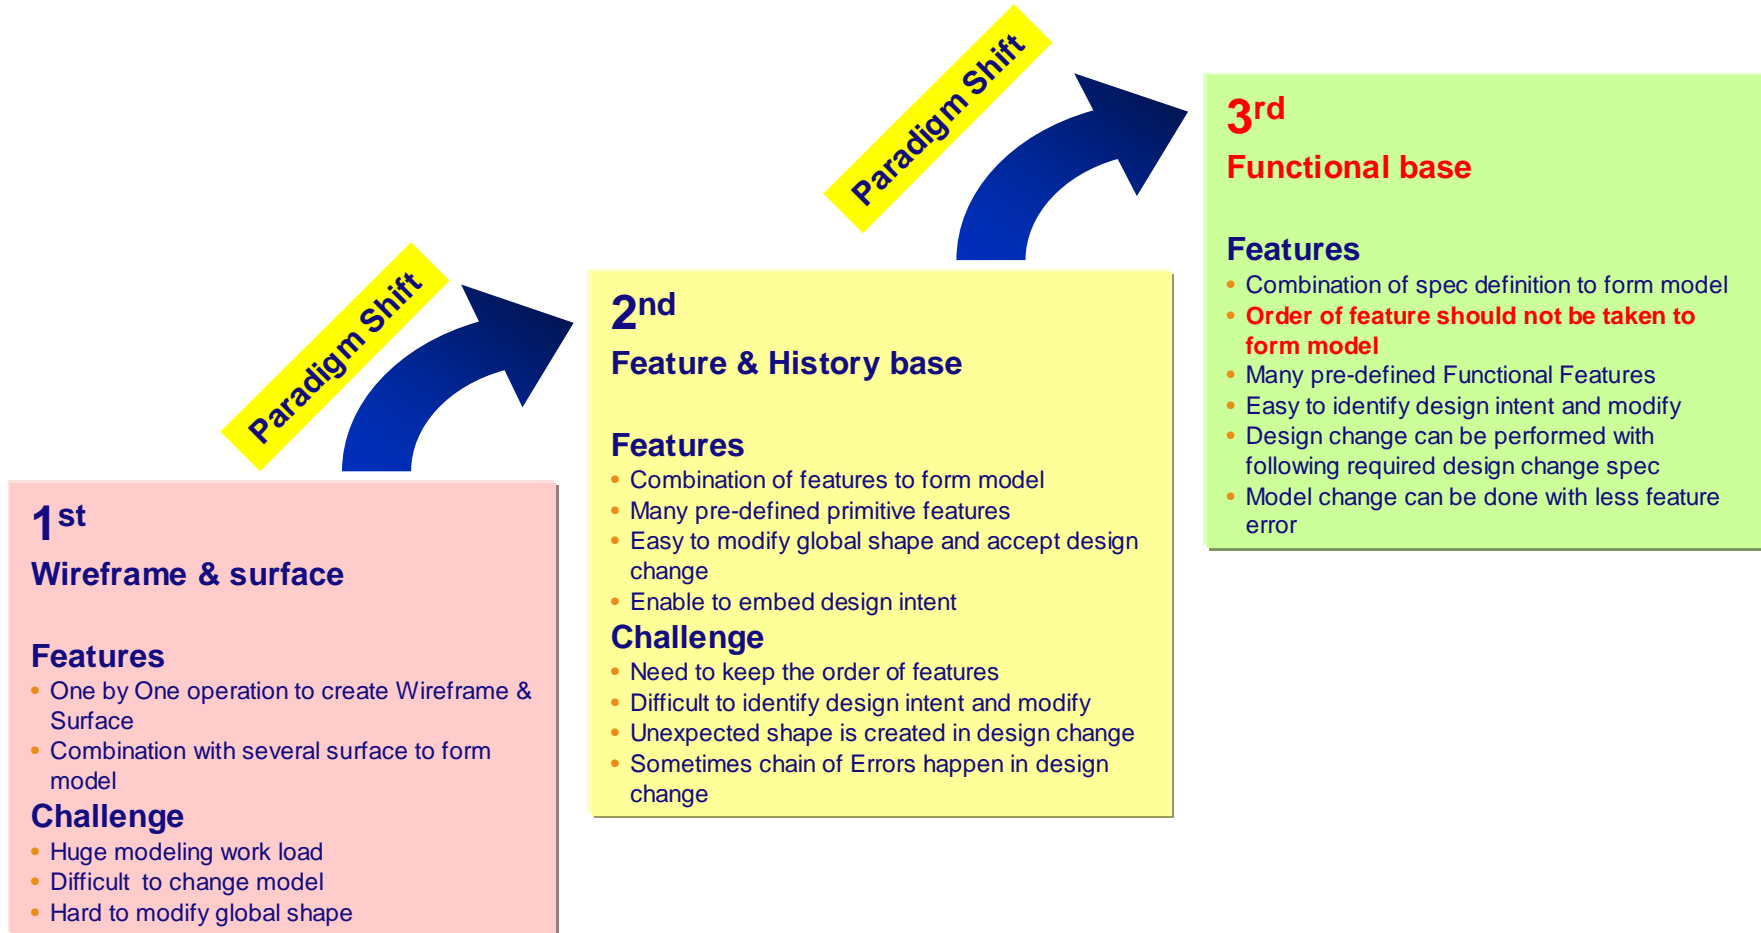 Paradigm Shift
Paradigm Shift
1st
Wireframe & surface
Features
• One by One operation to create Wireframe &
Surface
• Combination with several surface to form
model
Challenge
• Huge modeling work load
• Difficult to change model
• Hard to modify global shape
2nd
Feature & History base
Features
• Combination of features to form model
• Many pre-defined primitive features
• Easy to modify global shape and accept design
change
• Enable to embed design intent
Challenge
• Need to keep the order of features
• Difficult to identify design intent and modify
• Unexpected shape is created in design change
• Sometimes chain of Errors happen in design
change
3rd
Functional base
Features
• Combination of spec definition to form model
• Order of feature should not be taken to
form model
• Many pre-defined Functional Features
• Easy to identify design intent and modify
• Design change can be performed with
following required design change spec
• Model change can be done with less feature
error